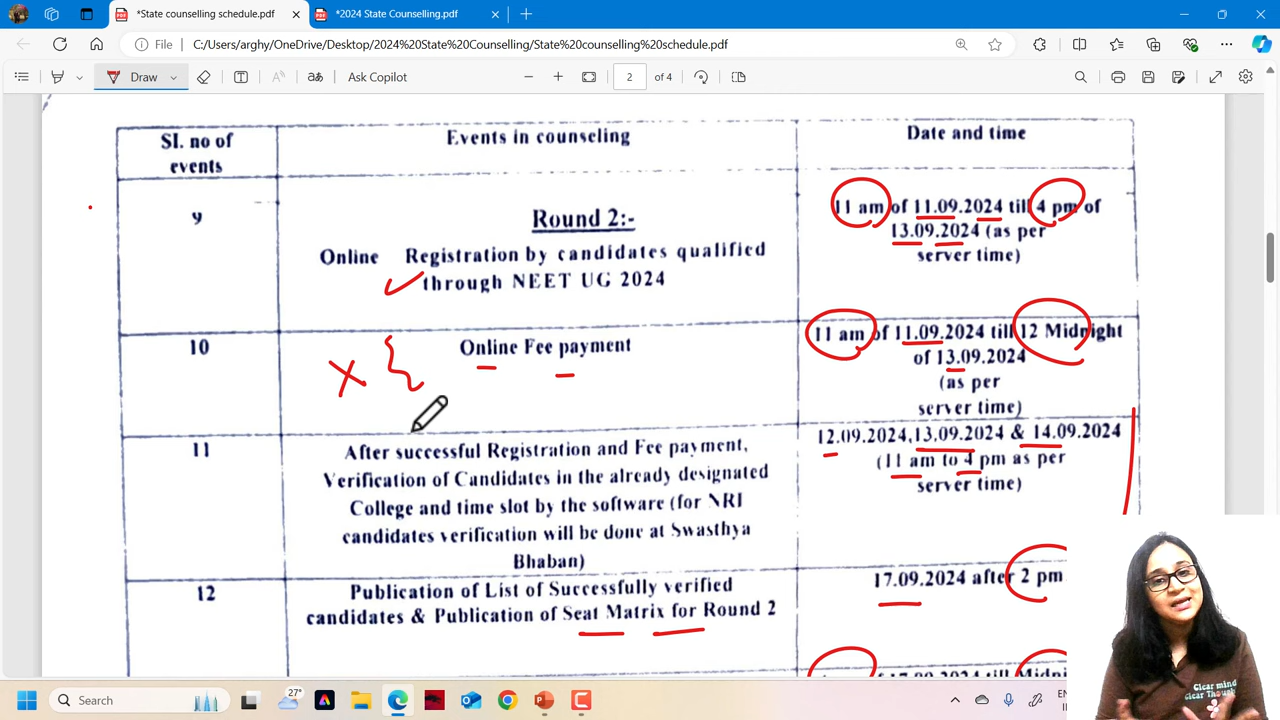 *State counselling schedule.pdf
*2024 State Counselling.pdf
File
C:/Users/arghy/OneDrive/Desktop/2024%20State%20Counselling/State%20counselling%20schedule.pdf
Draw
Ask Copilot
2
of 4
Sl. no of
events
Events in counseling
Date and time
9
Round 2:-
Online Registration by candidates qualified
through NEET UG 2024
11 am of 11.09.2024 till 4 pm of
13.09.2024 (as per
server time)
10
Online Fee payment
11 am of 11.09.2024 till 12 Midnight
of 13.09.2024
(as per
server time)
11
After successful Registration and Fee payment,
Verification of Candidates in the already designated
College and time slot by the software (for NRI
candidates verification will be done at Swasthya
Bhaban)
12.09.2024,13.09.2024 & 14.09.2024
(11 am to 4 pm as per
server time)
12
Publication of List of Successfully verified
candidates & Publication of Seat Matrix for Round 2
17.09.2024 after 2 pm
Clear mind
Clear Thoughts
Search
27°